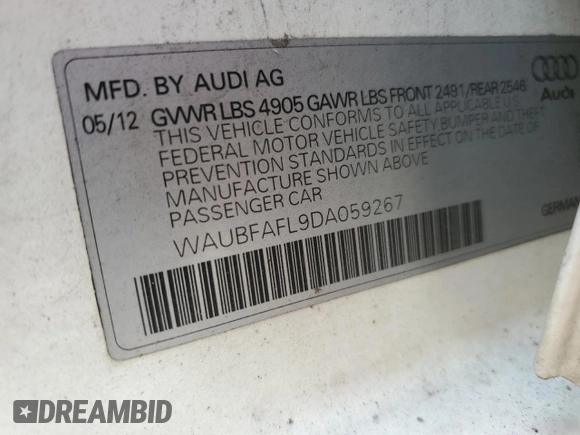 MFD. BY AUDI AG
05/12 GVWR LBS 4905 GAWR LBS FRONT 2491/REAR 2546
THIS VEHICLE CONFORMS TO ALL APPLICABLE U.S.
FEDERAL MOTOR VEHICLE SAFETY BUMPER AND THEFT
PREVENTION STANDARDS IN EFFECT ON THE DATE OF
MANUFACTURE SHOWN ABOVE
PASSENGER CAR
WAUBFAFL9DA059267
Audi
GERMAN
DREAMBID